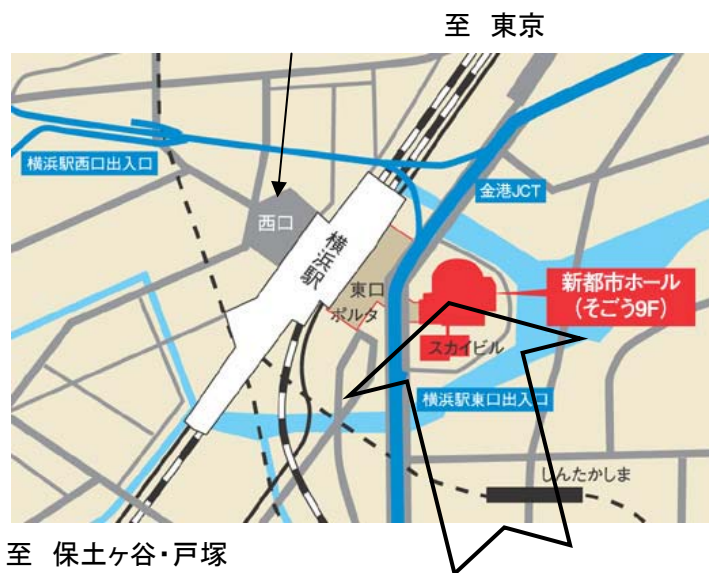 至 東京
横浜駅西口出入口
金港JCT
西口
横浜駅
東口
ポルタ
新都市ホール
(そごう9F)
スカイビル
横浜駅東口出入口
しんたかしま
至 保土ヶ谷・戸塚